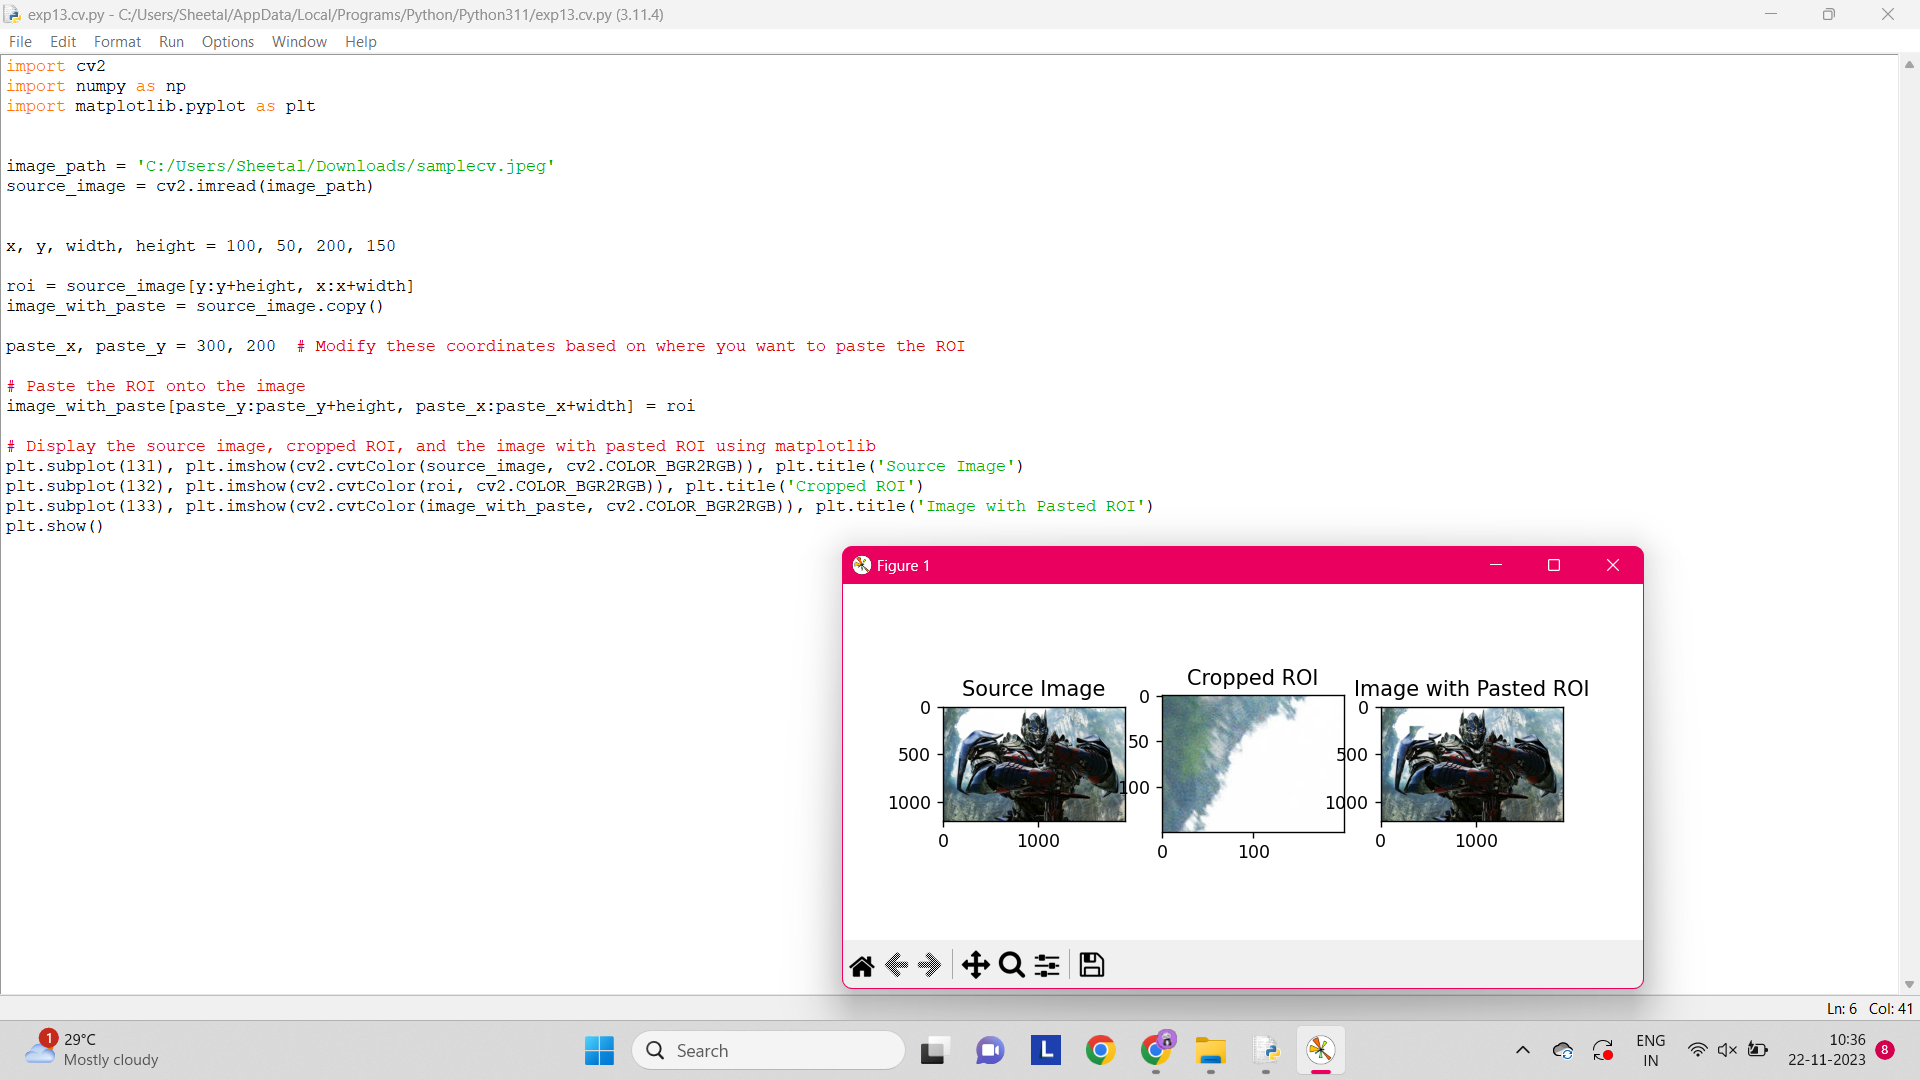 exp13.cv.py - C:/Users/Sheetal/AppData/Local/Programs/Python/Python311/exp13.cv.py (3.11.4)
File Edit Format Run Options Window Help
import cv2
import numpy as np
import matplotlib.pyplot as plt
image_path = 'C:/Users/Sheetal/Downloads/samplecv.jpeg'
source_image = cv2.imread(image_path)
x, y, width, height = 100, 50, 200, 150
roi = source_image[y:y+height, x:x+width]
image_with_paste = source_image.copy()
paste_x, paste_y = 300, 200  # Modify these coordinates based on where you want to paste the ROI
# Paste the ROI onto the image
image_with_paste[paste_y:paste_y+height, paste_x:paste_x+width] = roi
# Display the source image, cropped ROI, and the image with pasted ROI using matplotlib
plt.subplot(131), plt.imshow(cv2.cvtColor(source_image, cv2.COLOR_BGR2RGB)), plt.title('Source Image')
plt.subplot(132), plt.imshow(cv2.cvtColor(roi, cv2.COLOR_BGR2RGB)), plt.title('Cropped ROI')
plt.subplot(133), plt.imshow(cv2.cvtColor(image_with_paste, cv2.COLOR_BGR2RGB)), plt.title('Image with Pasted ROI')
plt.show()
Figure 1
Source Image
0
500
1000
0 1000
Cropped ROI
0
50
100
0 100
Image with Pasted ROI
0
500
1000
0 1000
Ln: 6 Col: 41
1
29°C
Mostly cloudy
Search
L
ENG
IN
10:36
22-11-2023
8